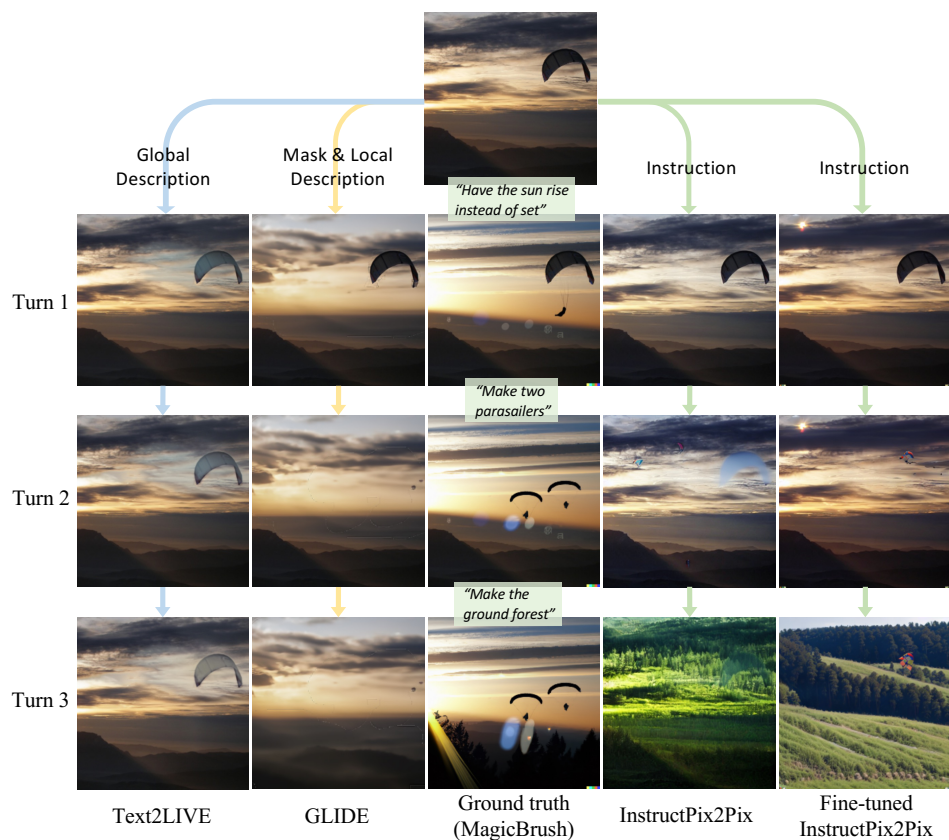 Global
Description
Mask & Local
Description
Instruction
Instruction
“Have the sun rise
instead of set”
Turn 1
“Make two
parasailers”
Turn 2
“Make the
ground forest”
Turn 3
Text2LIVE
GLIDE
Ground truth
(MagicBrush)
InstructPix2Pix
Fine-tuned
InstructPix2Pix